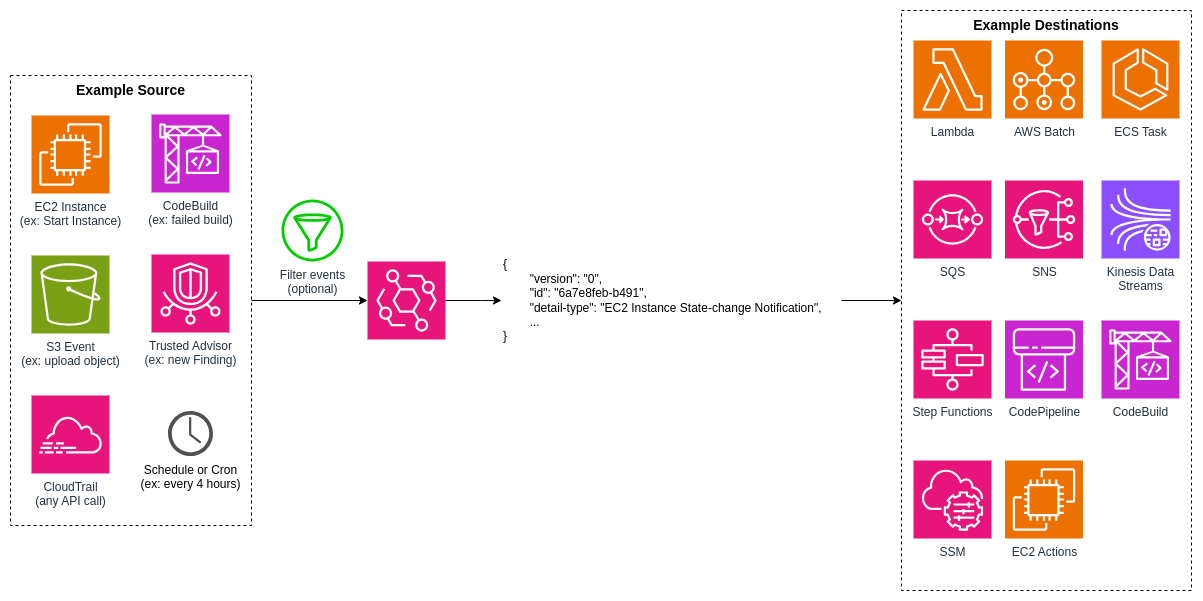 Example Source
EC2 Instance
(ex: Start Instance)
CodeBuild
(ex: failed build)
S3 Event
(ex: upload object)
Trusted Advisor
(ex: new Finding)
CloudTrail
(any API call)
Schedule or Cron
(ex: every 4 hours)
Filter events
(optional)
{
"version": "0",
"id": "6a7e8feb-b491",
"detail-type": "EC2 Instance State-change Notification",
...
}
Example Destinations
Lambda
AWS Batch
ECS Task
SQS
SNS
Kinesis Data
Streams
Step Functions
CodePipeline
CodeBuild
SSM
EC2 Actions